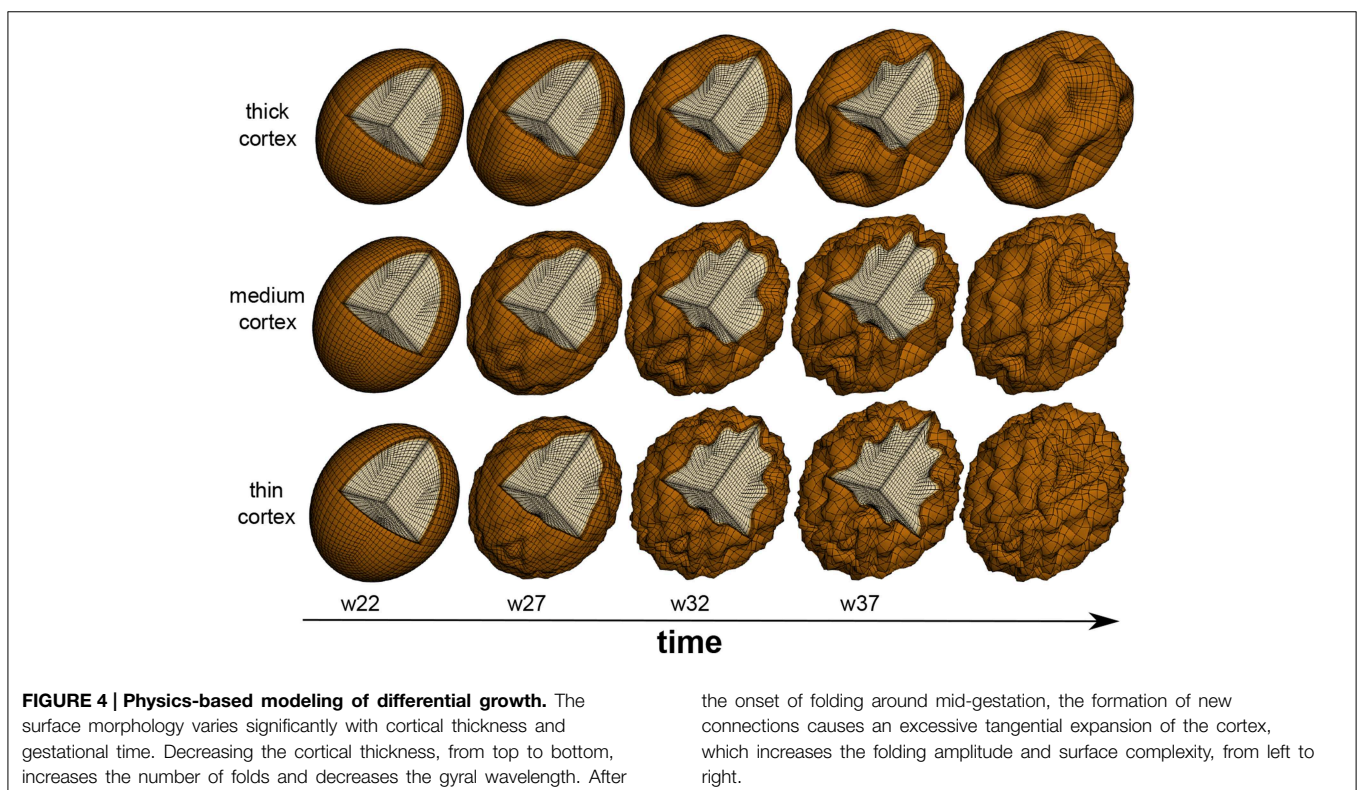 thick
cortex
medium
cortex
thin
cortex
w22 w27 w32 w37
time
FIGURE 4 | Physics-based modeling of differential growth. The
surface morphology varies significantly with cortical thickness and
gestational time. Decreasing the cortical thickness, from top to bottom,
increases the number of folds and decreases the gyral wavelength. After
the onset of folding around mid-gestation, the formation of new
connections causes an excessive tangential expansion of the cortex,
which increases the folding amplitude and surface complexity, from left to
right.